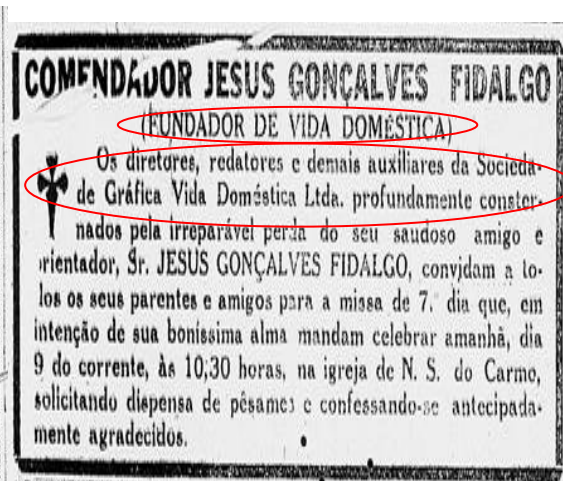 COMENDADOR JESUS GONÇALVES FIDALGO
(FUNDADOR DE VIDA DOMÉSTICA)
Os diretores, redatores e demais auxiliares da Socieda-
de Gráfica Vida Doméstica Ltda. profundamente conster-
nados pela irreparável perda do seu saudoso amigo e
orientador, Sr. JESUS GONÇALVES FIDALGO, convidam a to-
los os seus parentes e amigos para a missa de 7.° dia que, em
intenção de sua boníssima alma mandam celebrar amanhã, dia
9 do corrente, às 10,30 horas, na igreja de N. S. do Carmo,
solicitando dispensa de pêsames e confessando-se antecipada-
mente agradecidos.